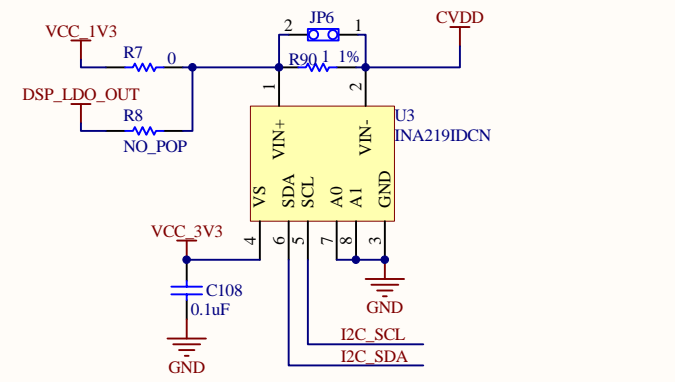 JP6
2
1
CVDD
VCC_1V3
R7
0
R90
1
1%
DSP_LDO_OUT
1
2
R8
NO_POP
U3
INA219IDCN
VIN+
VIN-
VS
SDA
SCL
A0
A1
GND
4
6
5
7
8
3
VCC_3V3
C108
0.1uF
GND
GND
I2C_SCL
I2C_SDA